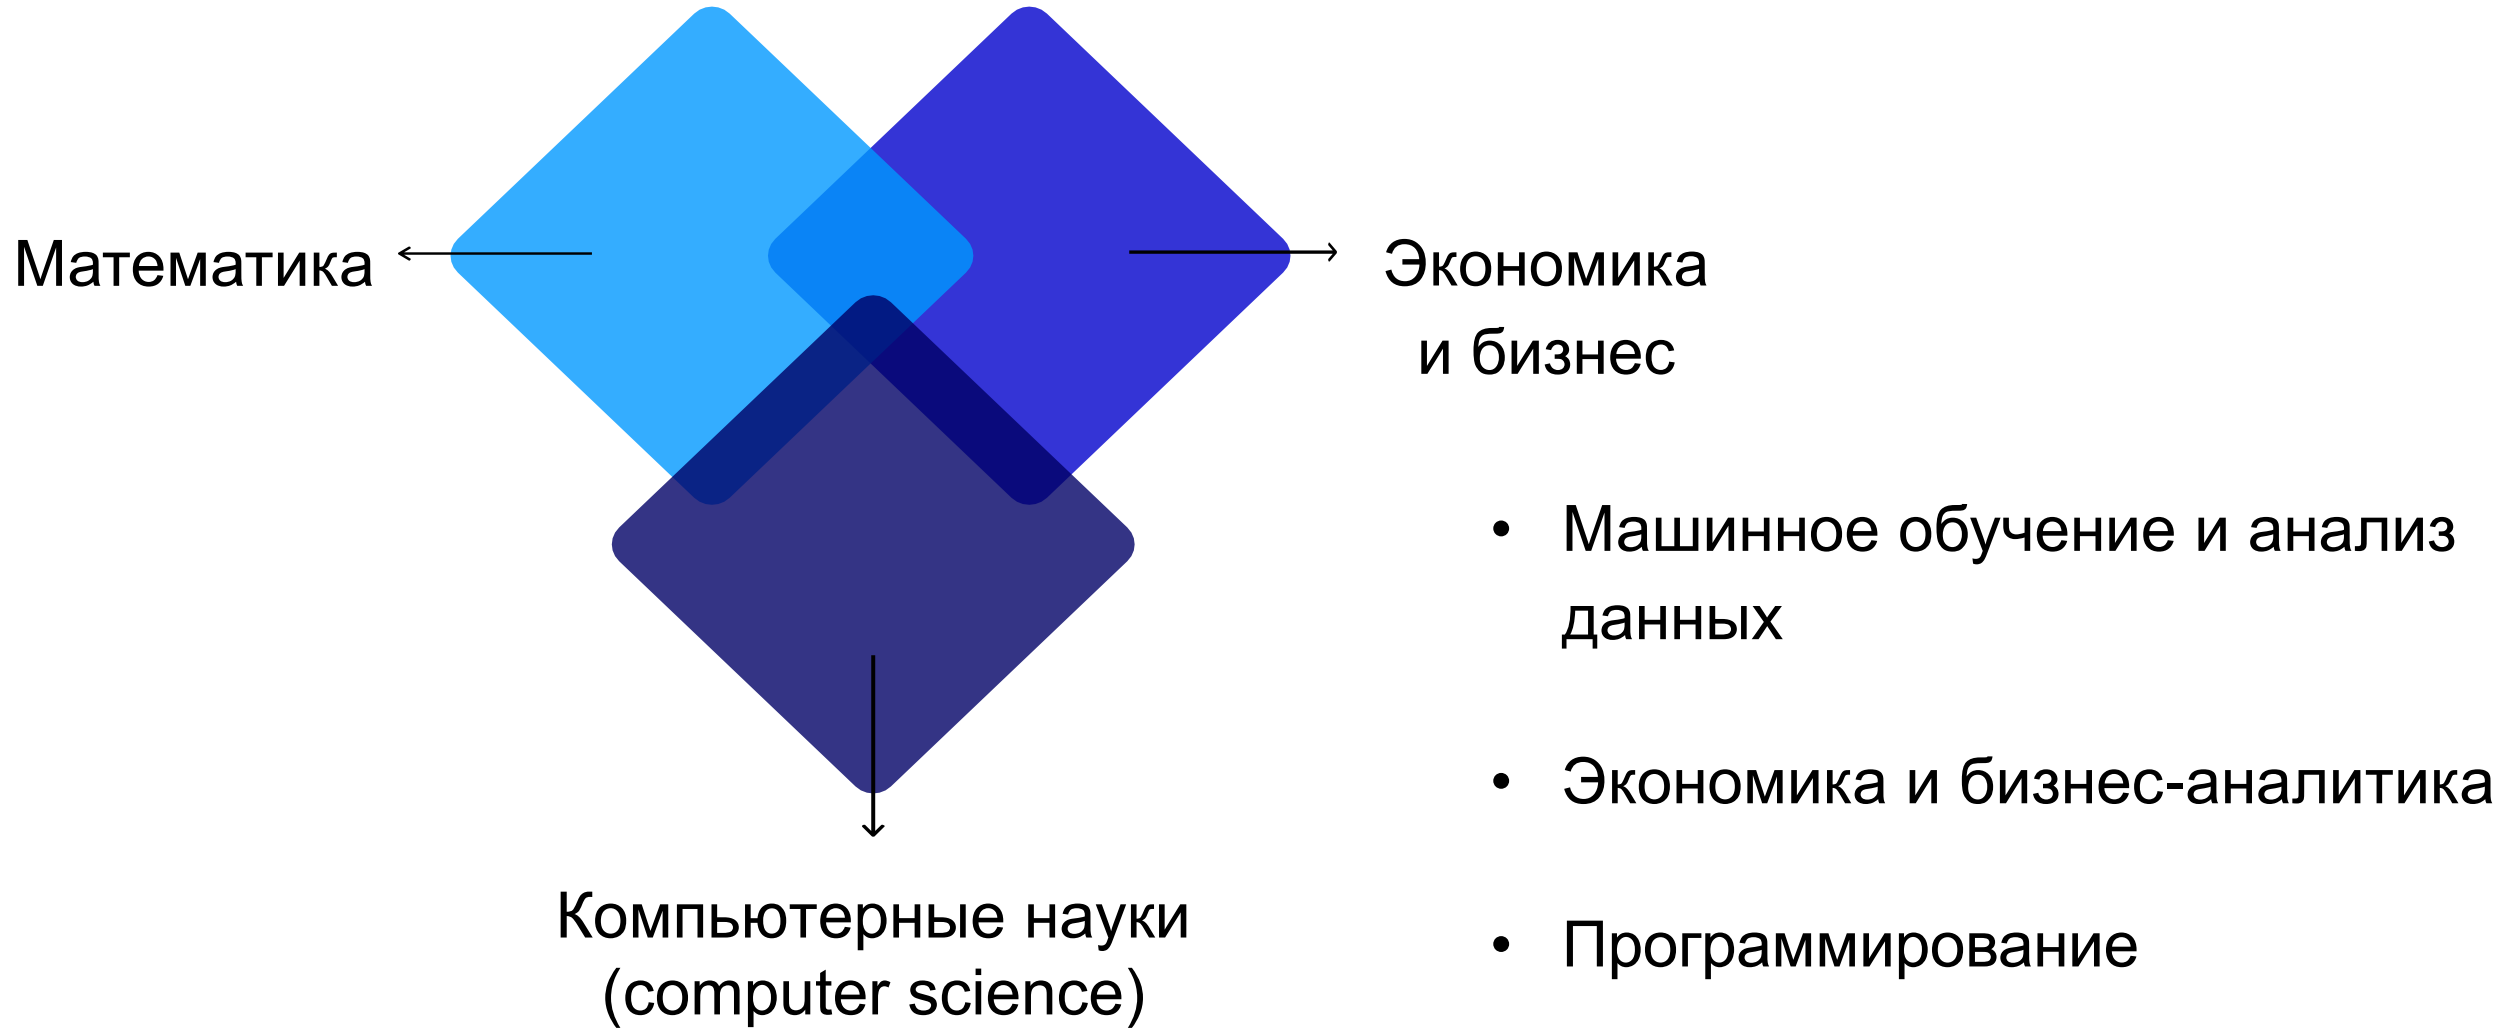 Математика
Экономика
и бизнес
• Машинное обучение и анализ
данных
• Экономика и бизнес-аналитика
• Программирование
Компьютерные науки
(computer science)